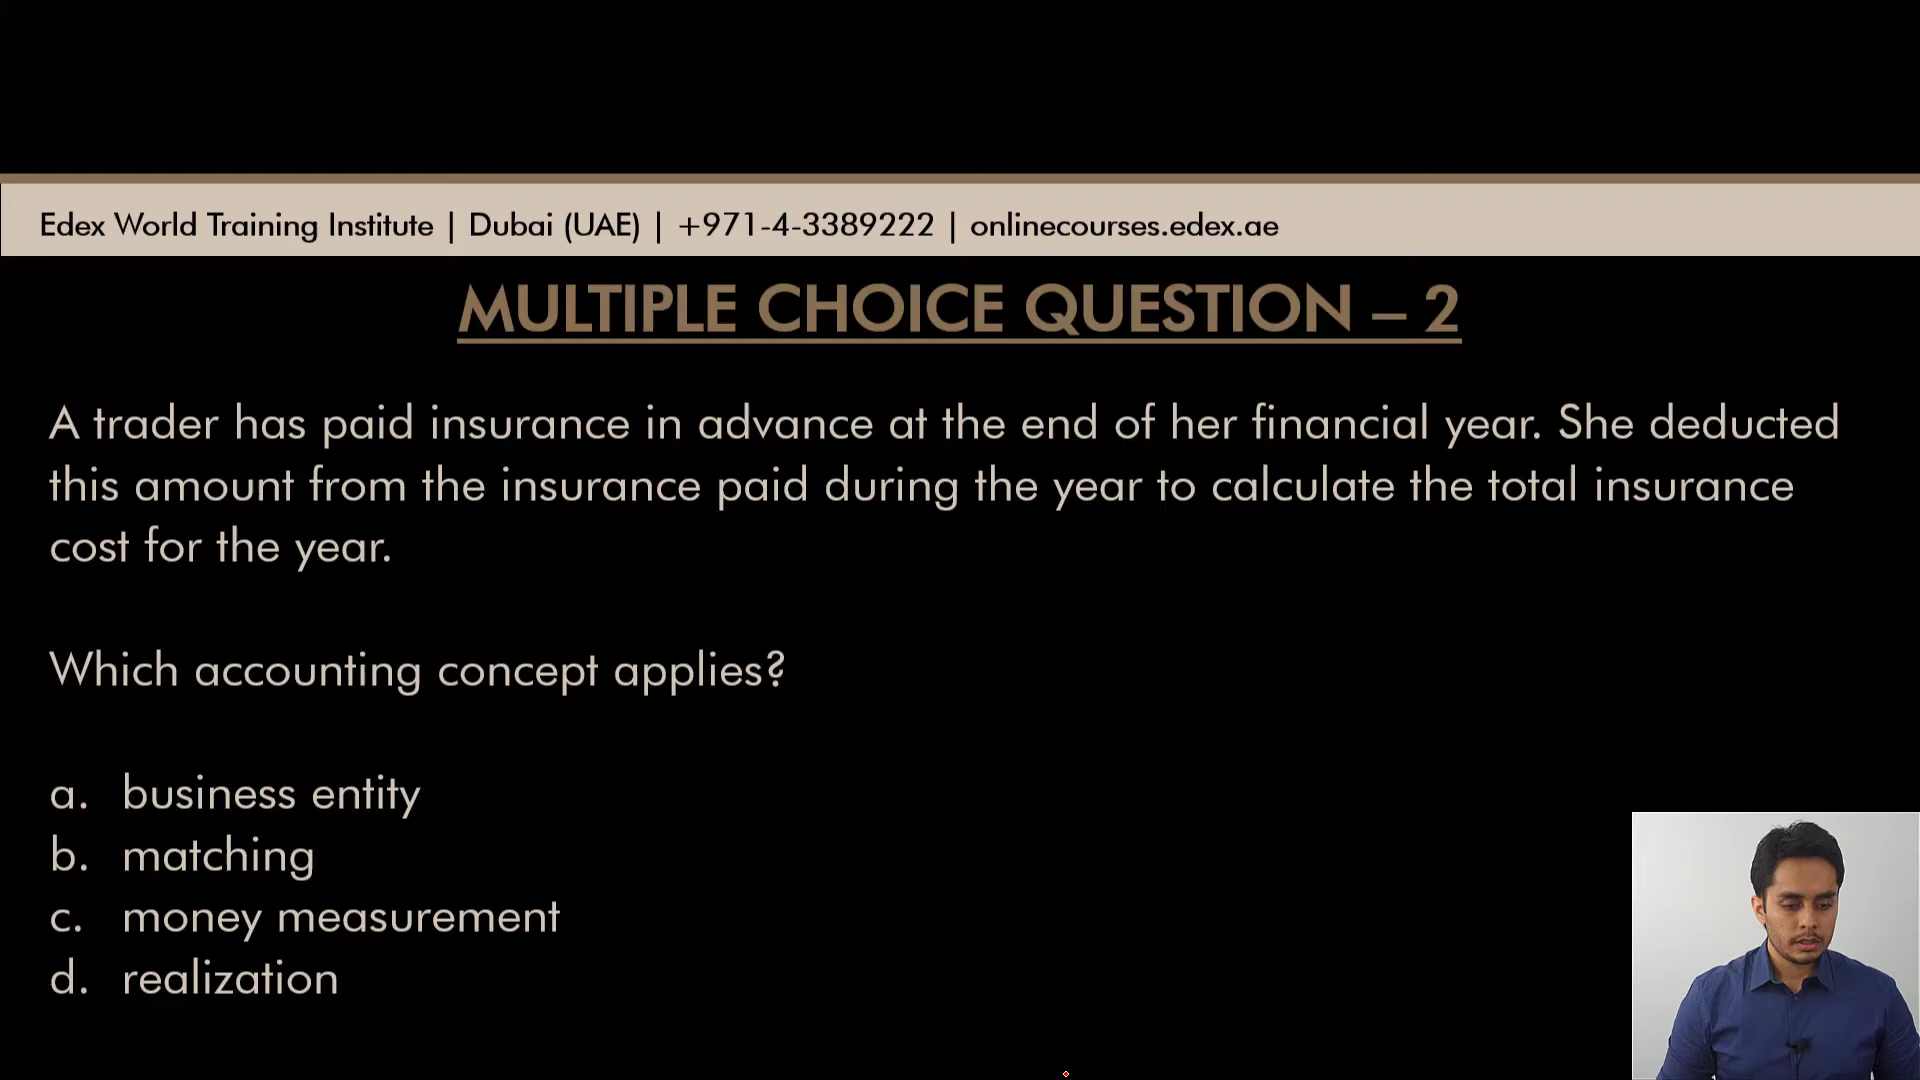 Edex World Training Institute | Dubai (UAE) | +971-4-3389222 | onlinecourses.edex.ae
MULTIPLE CHOICE QUESTION – 2
A trader has paid insurance in advance at the end of her financial year. She deducted
this amount from the insurance paid during the year to calculate the total insurance
cost for the year.
Which accounting concept applies?
a. business entity
b. matching
c. money measurement
d. realization